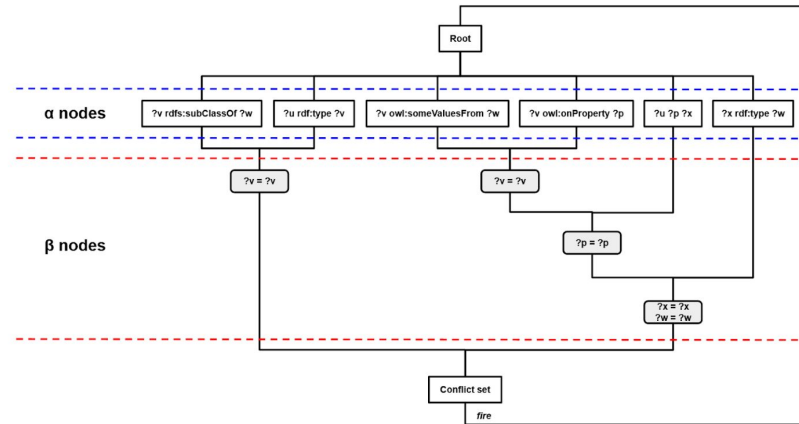 Root
α nodes
?v rdfs:subClassOf ?w
?u rdf:type ?v
?v owl:someValuesFrom ?w
?v owl:onProperty ?p
?u ?p ?x
?x rdf:type ?w
?v = ?v
?v = ?v
β nodes
?p = ?p
?x = ?x
?w = ?w
Conflict set
fire